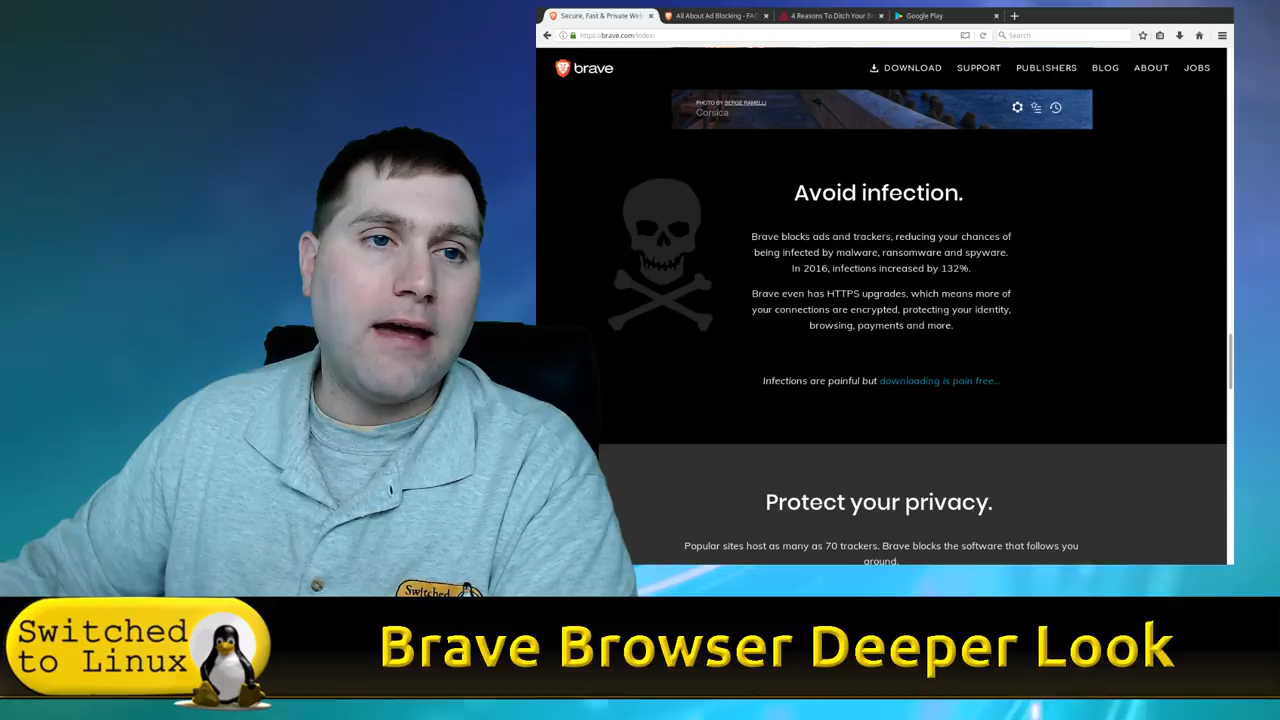 Secure, Fast & Private Web
All About Ad Blocking - FAQ
4 Reasons To Ditch Your B
Google Play
https://brave.com/index/
Search
brave
DOWNLOAD
SUPPORT
PUBLISHERS
BLOG
ABOUT
JOBS
PHOTO BY SERGE RAMELLI
Corsica
Avoid infection.
Brave blocks ads and trackers, reducing your chances of
being infected by malware, ransomware and spyware.
In 2016, infections increased by 132%.
Brave even has HTTPS upgrades, which means more of
your connections are encrypted, protecting your identity,
browsing, payments and more.
Infections are painful but downloading is pain free...
Protect your privacy.
Popular sites host as many as 70 trackers. Brave blocks the software that follows you
around.
Switched
Switched
to Linux
Brave Browser Deeper Look